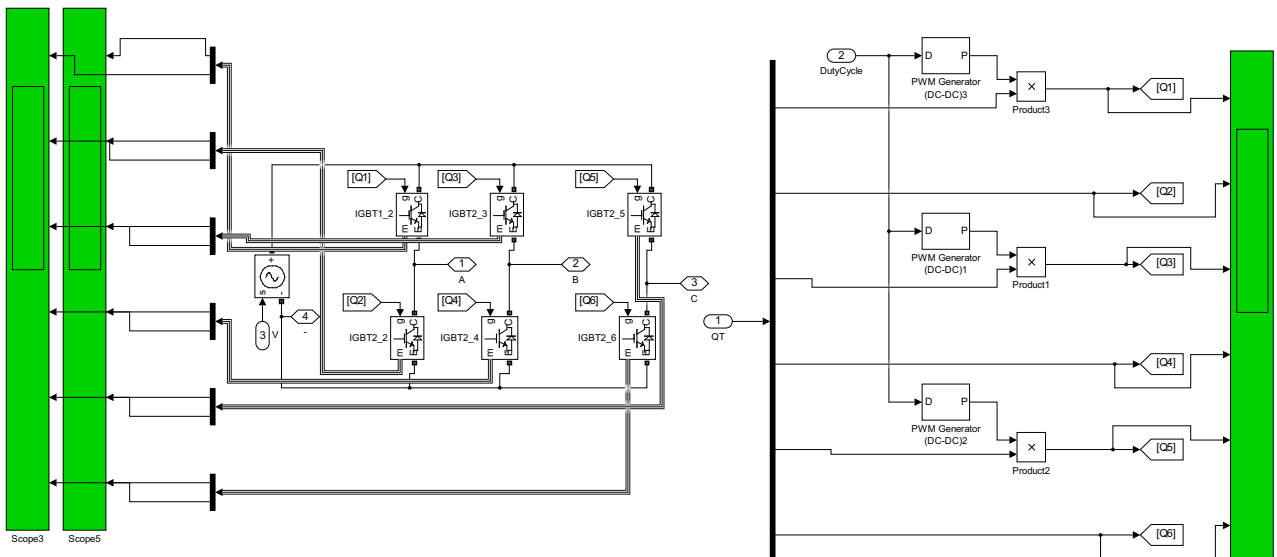 2
DutyCycle
D P
PWM Generator
(DC-DC)3
×
Product3
[Q1]
[Q1]
[Q3]
[Q5]
g C
m E
IGBT1_2
g C
m E
IGBT2_3
g C
m E
IGBT2_5
[Q2]
D P
PWM Generator
(DC-DC)1
×
Product1
[Q3]
1
A
2
B
3
C
+
-
s
3 V
4
-
[Q2]
[Q4]
[Q6]
g C
m E
IGBT2_2
g C
m E
IGBT2_4
g C
m E
IGBT2_6
1
QT
[Q4]
D P
PWM Generator
(DC-DC)2
×
Product2
[Q5]
[Q6]
Scope3
Scope5